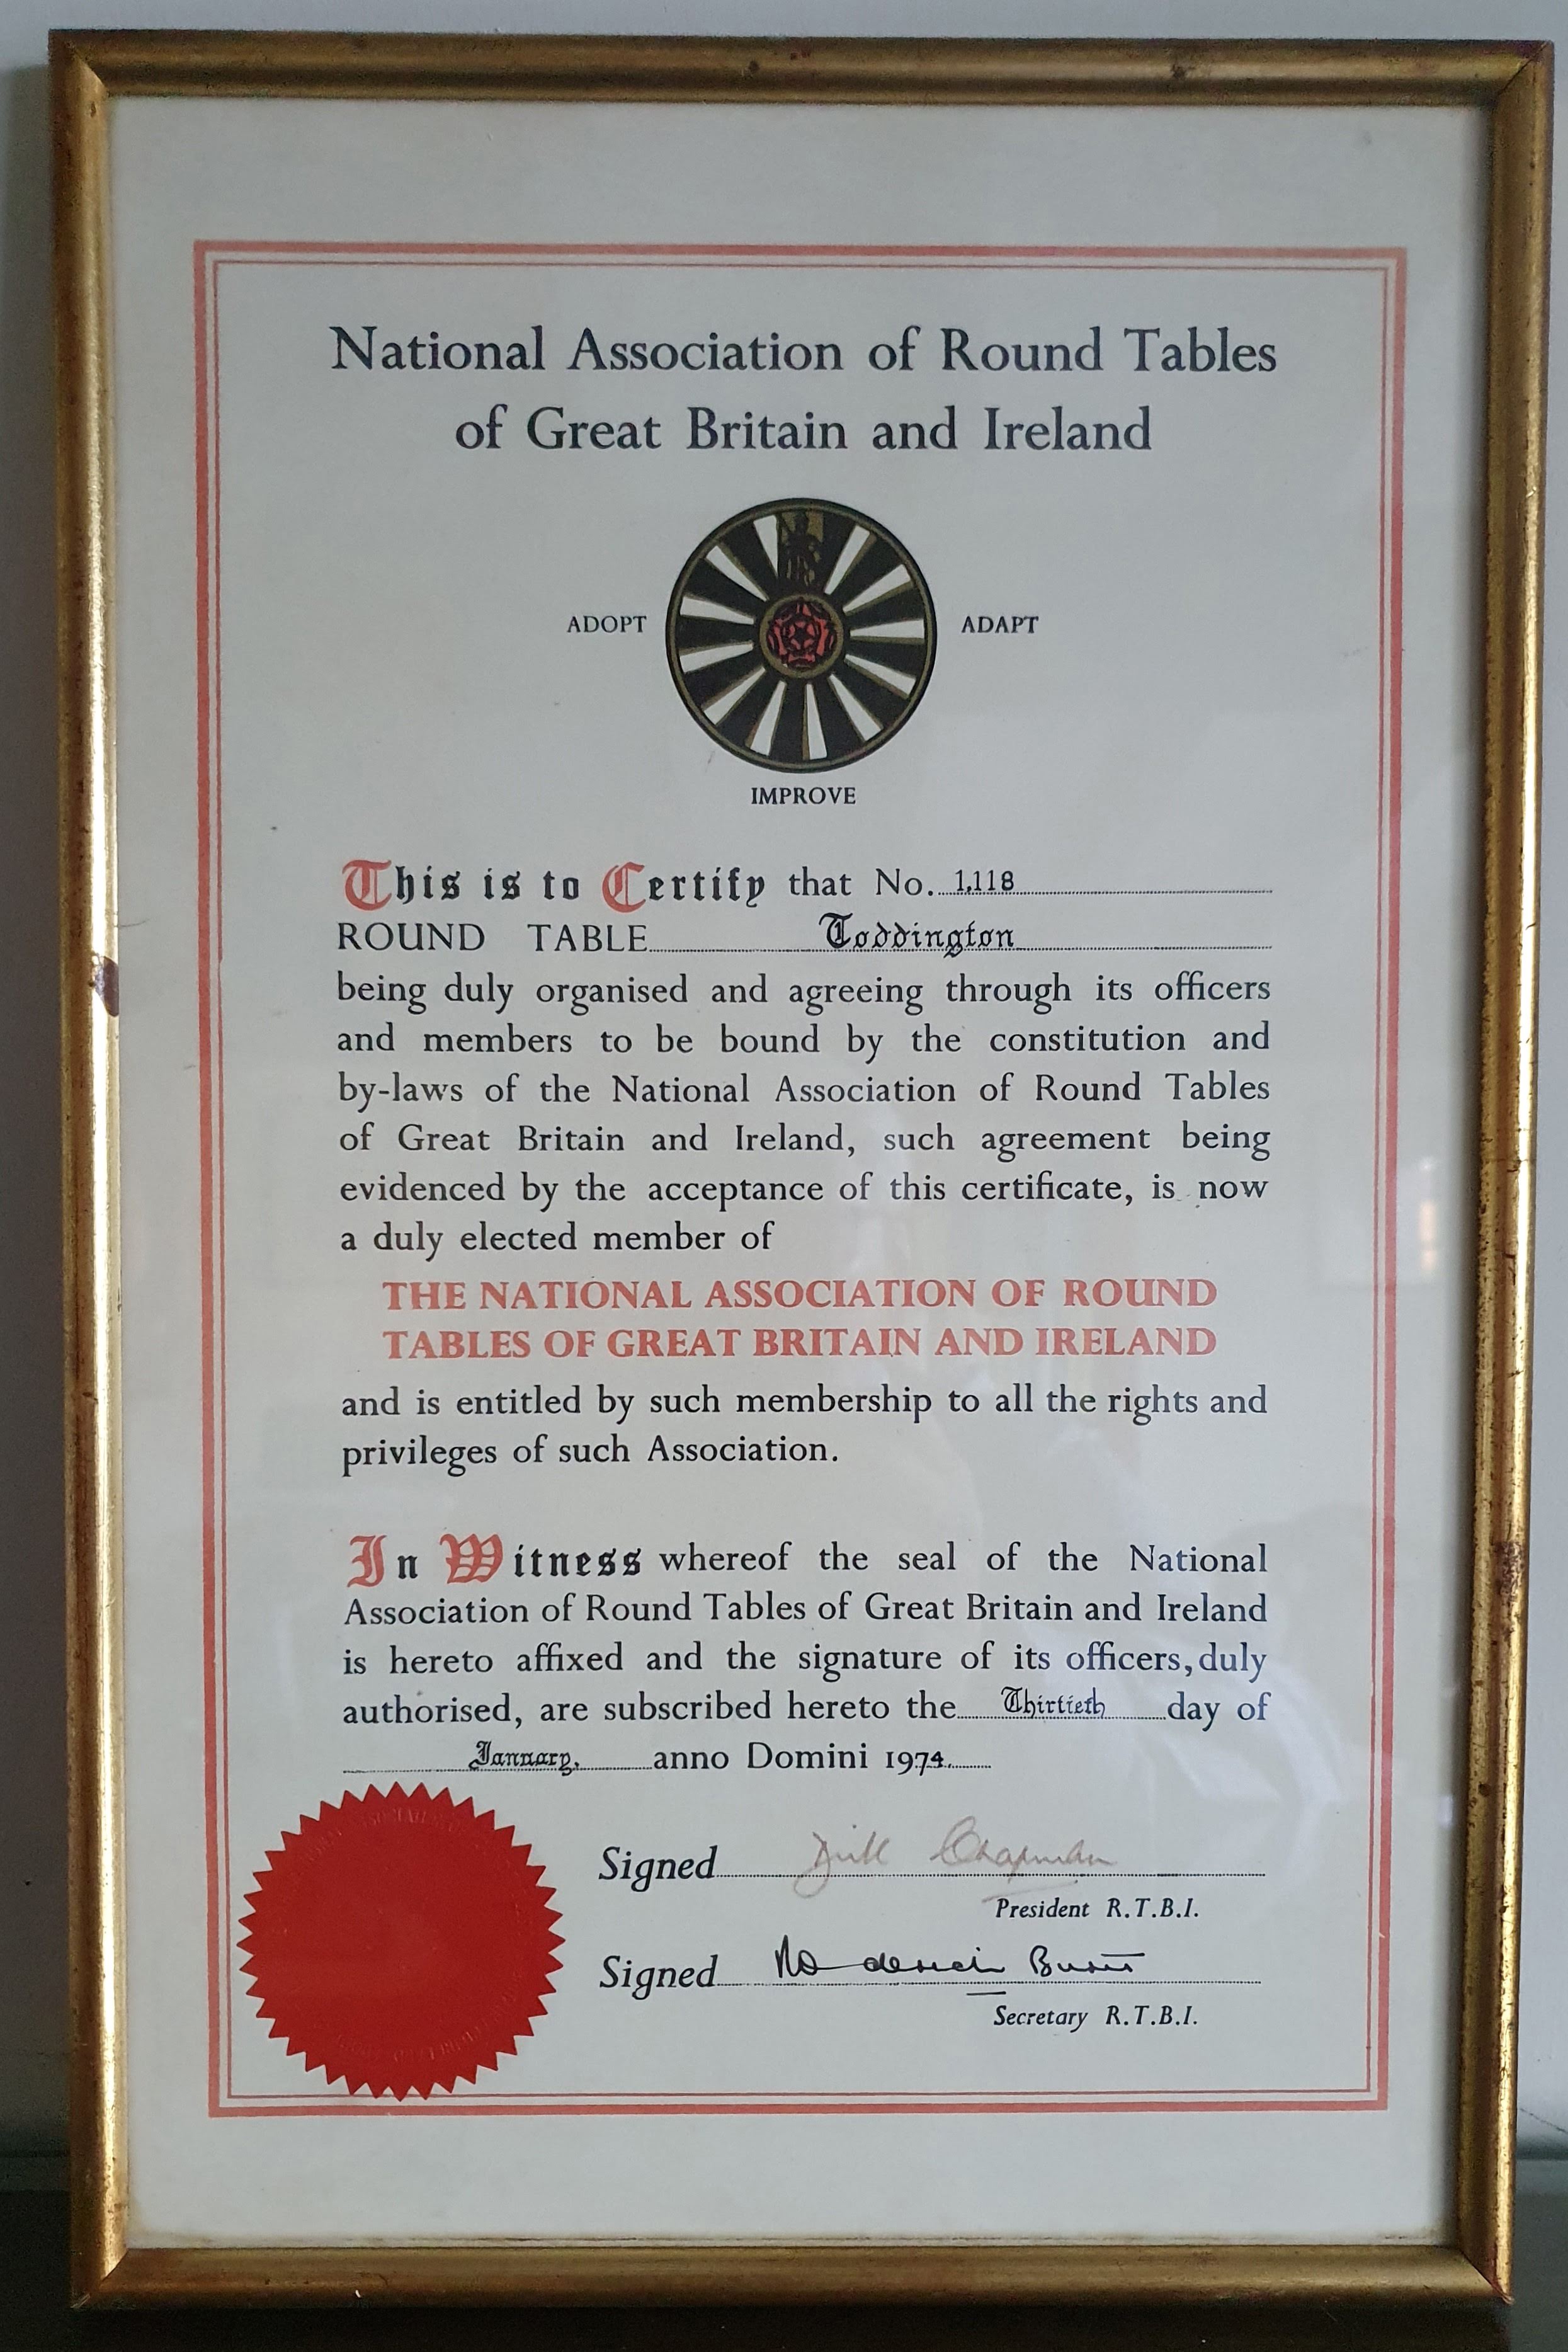 National Association of Round Tables
of Great Britain and Ireland
ADOPT
ADAPT
IMPROVE
This is to Certify that No. 1,118
ROUND TABLE Toddington
being duly organised and agreeing through its officers
and members to be bound by the constitution and
by-laws of the National Association of Round Tables
of Great Britain and Ireland, such agreement being
evidenced by the acceptance of this certificate, is now
a duly elected member of
THE NATIONAL ASSOCIATION OF ROUND
TABLES OF GREAT BRITAIN AND IRELAND
and is entitled by such membership to all the rights and
privileges of such Association.
In Witness whereof the seal of the National
Association of Round Tables of Great Britain and Ireland
is hereto affixed and the signature of its officers, duly
authorised, are subscribed hereto the Thirtieth day of
January, anno Domini 1974.
Signed Chapman
President R.T.B.I.
Signed
Secretary R.T.B.I.